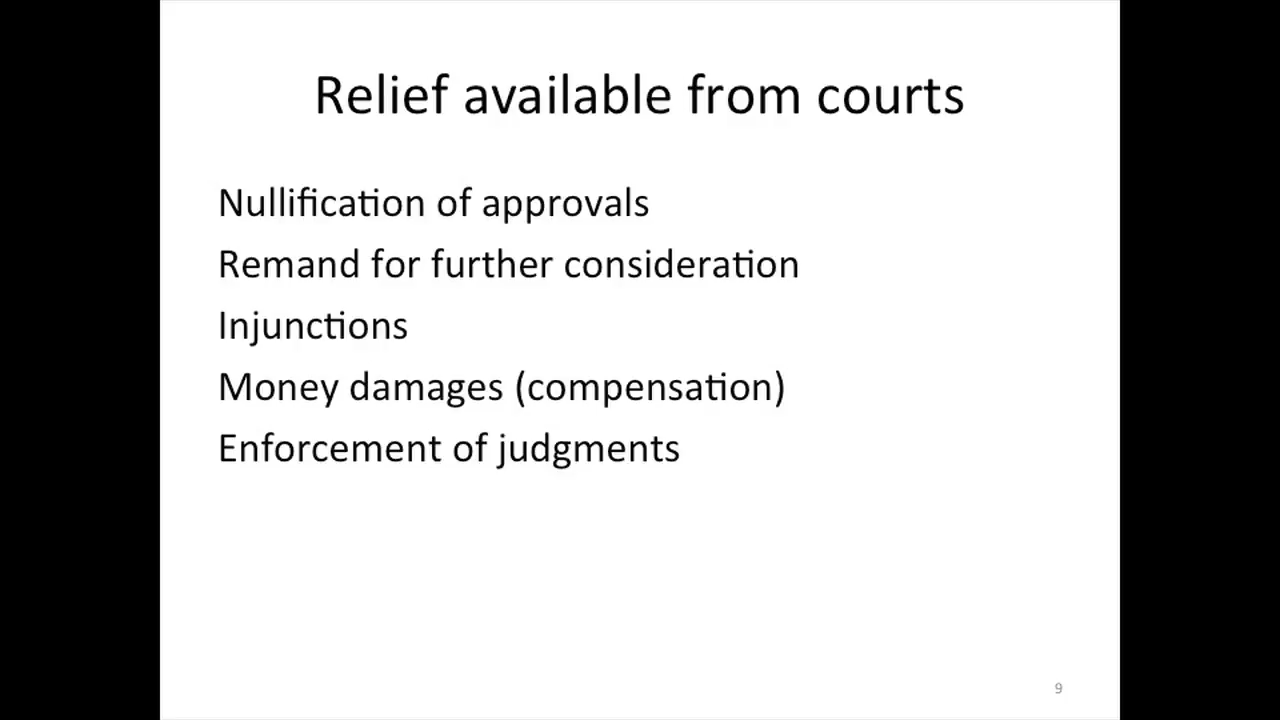 Relief available from courts
Nullification of approvals
Remand for further consideration
Injunctions
Money damages (compensation)
Enforcement of judgments
9